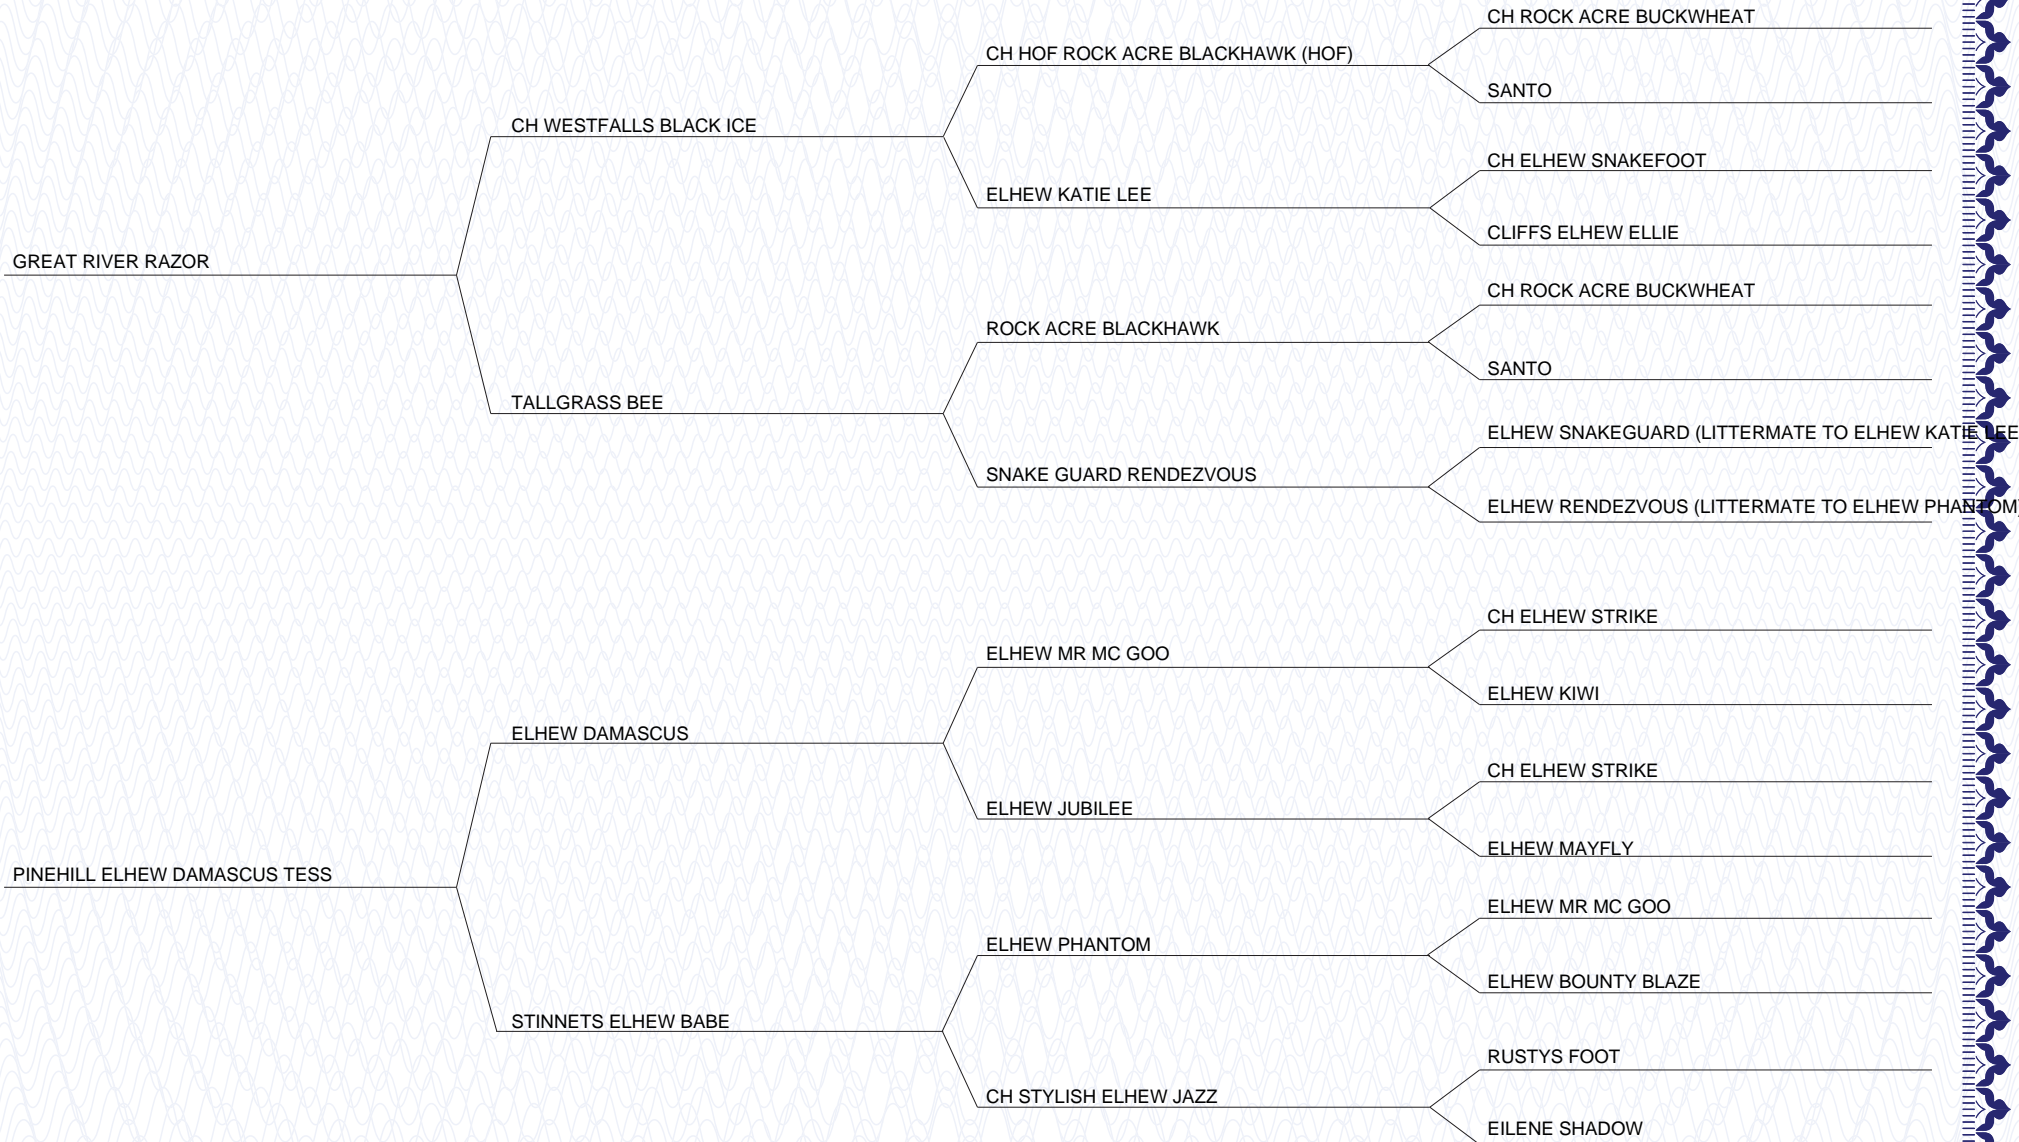 CH ROCK ACRE BUCKWHEAT
CH HOF ROCK ACRE BLACKHAWK (HOF)
SANTO
CH WESTFALLS BLACK ICE
CH ELHEW SNAKEFOOT
ELHEW KATIE LEE
CLIFFS ELHEW ELLIE
GREAT RIVER RAZOR
CH ROCK ACRE BUCKWHEAT
ROCK ACRE BLACKHAWK
SANTO
TALLGRASS BEE
ELHEW SNAKEGUARD (LITTERMATE TO ELHEW KATIE LEE
SNAKE GUARD RENDEZVOUS
ELHEW RENDEZVOUS (LITTERMATE TO ELHEW PHANTOM)
CH ELHEW STRIKE
ELHEW MR MC GOO
ELHEW KIWI
ELHEW DAMASCUS
CH ELHEW STRIKE
ELHEW JUBILEE
ELHEW MAYFLY
PINEHILL ELHEW DAMASCUS TESS
ELHEW MR MC GOO
ELHEW PHANTOM
ELHEW BOUNTY BLAZE
STINNETS ELHEW BABE
RUSTYS FOOT
CH STYLISH ELHEW JAZZ
EILENE SHADOW